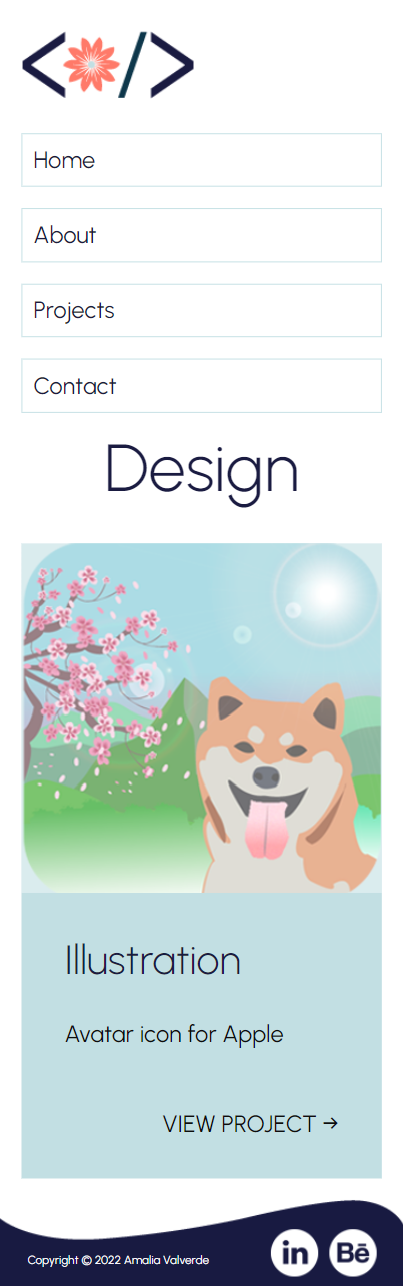 Home
About
Projects
Contact
Design
Illustration
Avatar icon for Apple
VIEW PROJECT →
Copyright © 2022 Amalia Valverde
in Bē